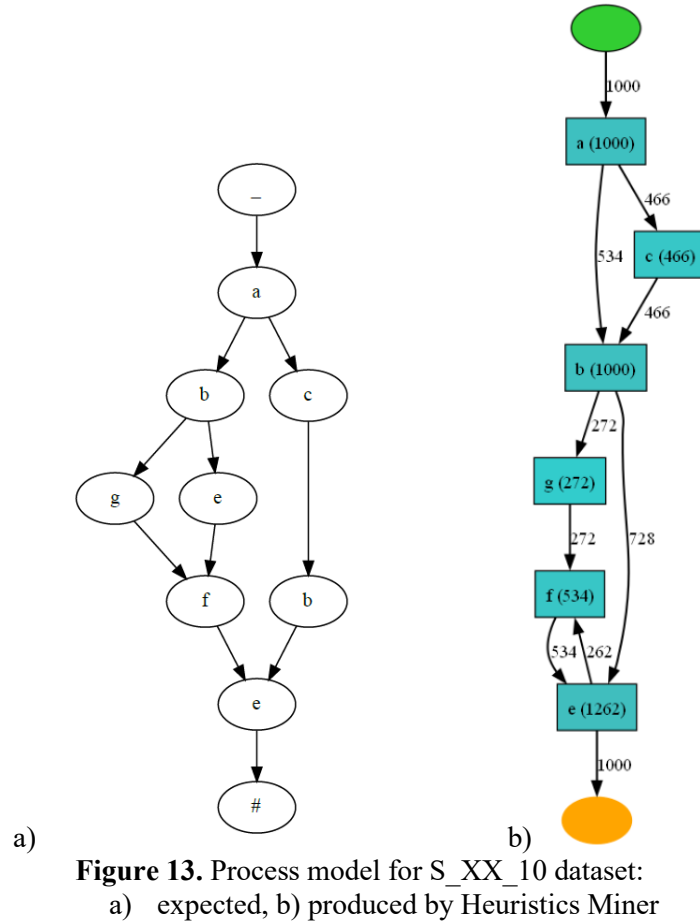 _
a
b
c
g
e
f
b
e
#
a)
1000
a (1000)
466
534
c (466)
466
b (1000)
272
g (272)
272
728
f (534)
534
262
e (1262)
1000
b)
Figure 13. Process model for S_XX_10 dataset:
a) expected, b) produced by Heuristics Miner